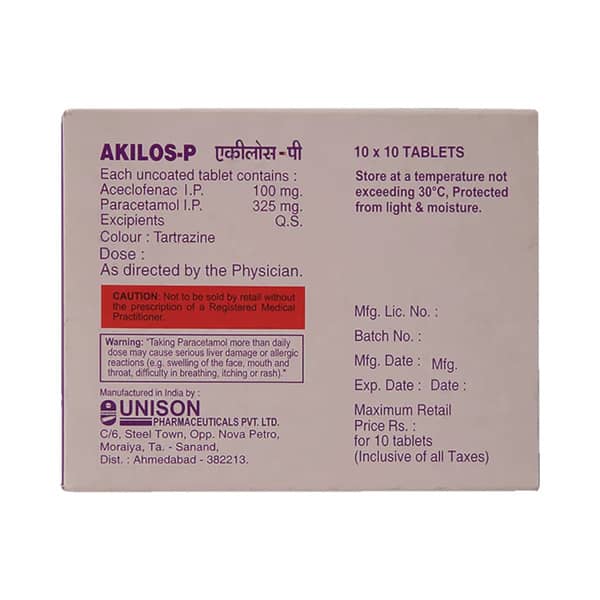 AKILOS-P एकीलोस-पी
Each uncoated tablet contains :
Aceclofenac I.P. 100 mg.
Paracetamol I.P. 325 mg.
Excipients Q.S.
Colour : Tartrazine
Dose :
As directed by the Physician.
CAUTION: Not to be sold by retail without
the prescription of a Registered Medical
Practitioner.
Warning: "Taking Paracetamol more than daily
dose may cause serious liver damage or allergic
reactions (e.g. swelling of the face, mouth and
throat, difficulty in breathing, itching or rash)."
Manufactured in India by :
UNISON
PHARMACEUTICALS PVT. LTD.
C/6, Steel Town, Opp. Nova Petro,
Moraiya, Ta. - Sanand,
Dist. : Ahmedabad - 382213.
10 x 10 TABLETS
Store at a temperature not
exceeding 30°C, Protected
from light & moisture.
Mfg. Lic. No. :
Batch No. :
Mfg. Date : Mfg.
Exp. Date : Date :
Maximum Retail
Price Rs. :
for 10 tablets
(Inclusive of all Taxes)